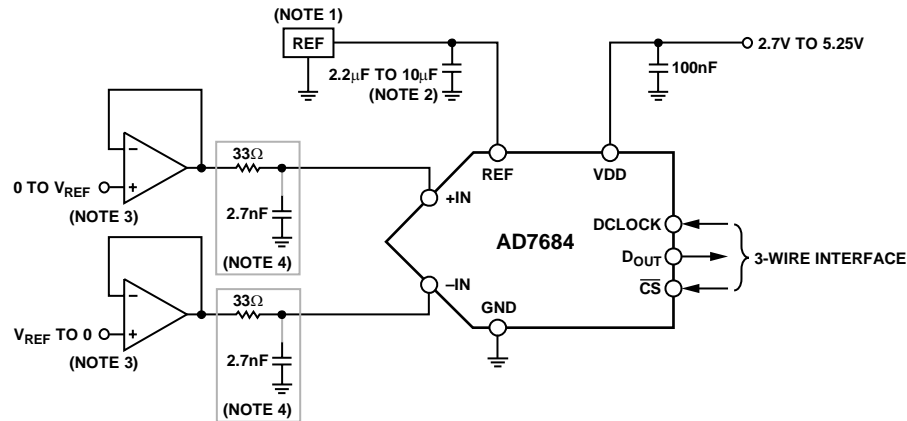 (NOTE 1)
REF
2.2μF TO 10μF
(NOTE 2)
2.7V TO 5.25V
100nF
33Ω
2.7nF
(NOTE 4)
–
+
0 TO VREF
(NOTE 3)
REF
VDD
+IN
–IN
GND
AD7684
DCLOCK
DOUT
CS
3-WIRE INTERFACE
33Ω
2.7nF
(NOTE 4)
–
+
VREF TO 0
(NOTE 3)